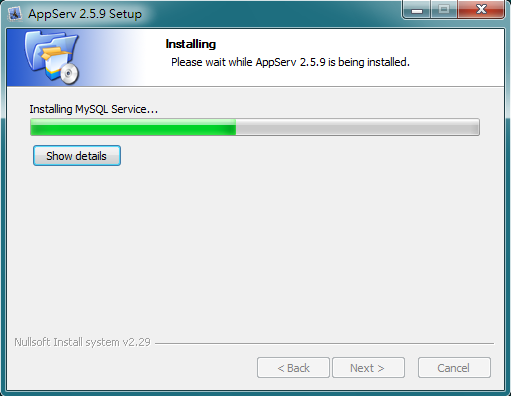 AppServ 2.5.9 Setup
Installing
Please wait while AppServ 2.5.9 is being installed.
Installing MySQL Service...
Show details
Nullsoft Install system v2.29
< Back
Next >
Cancel